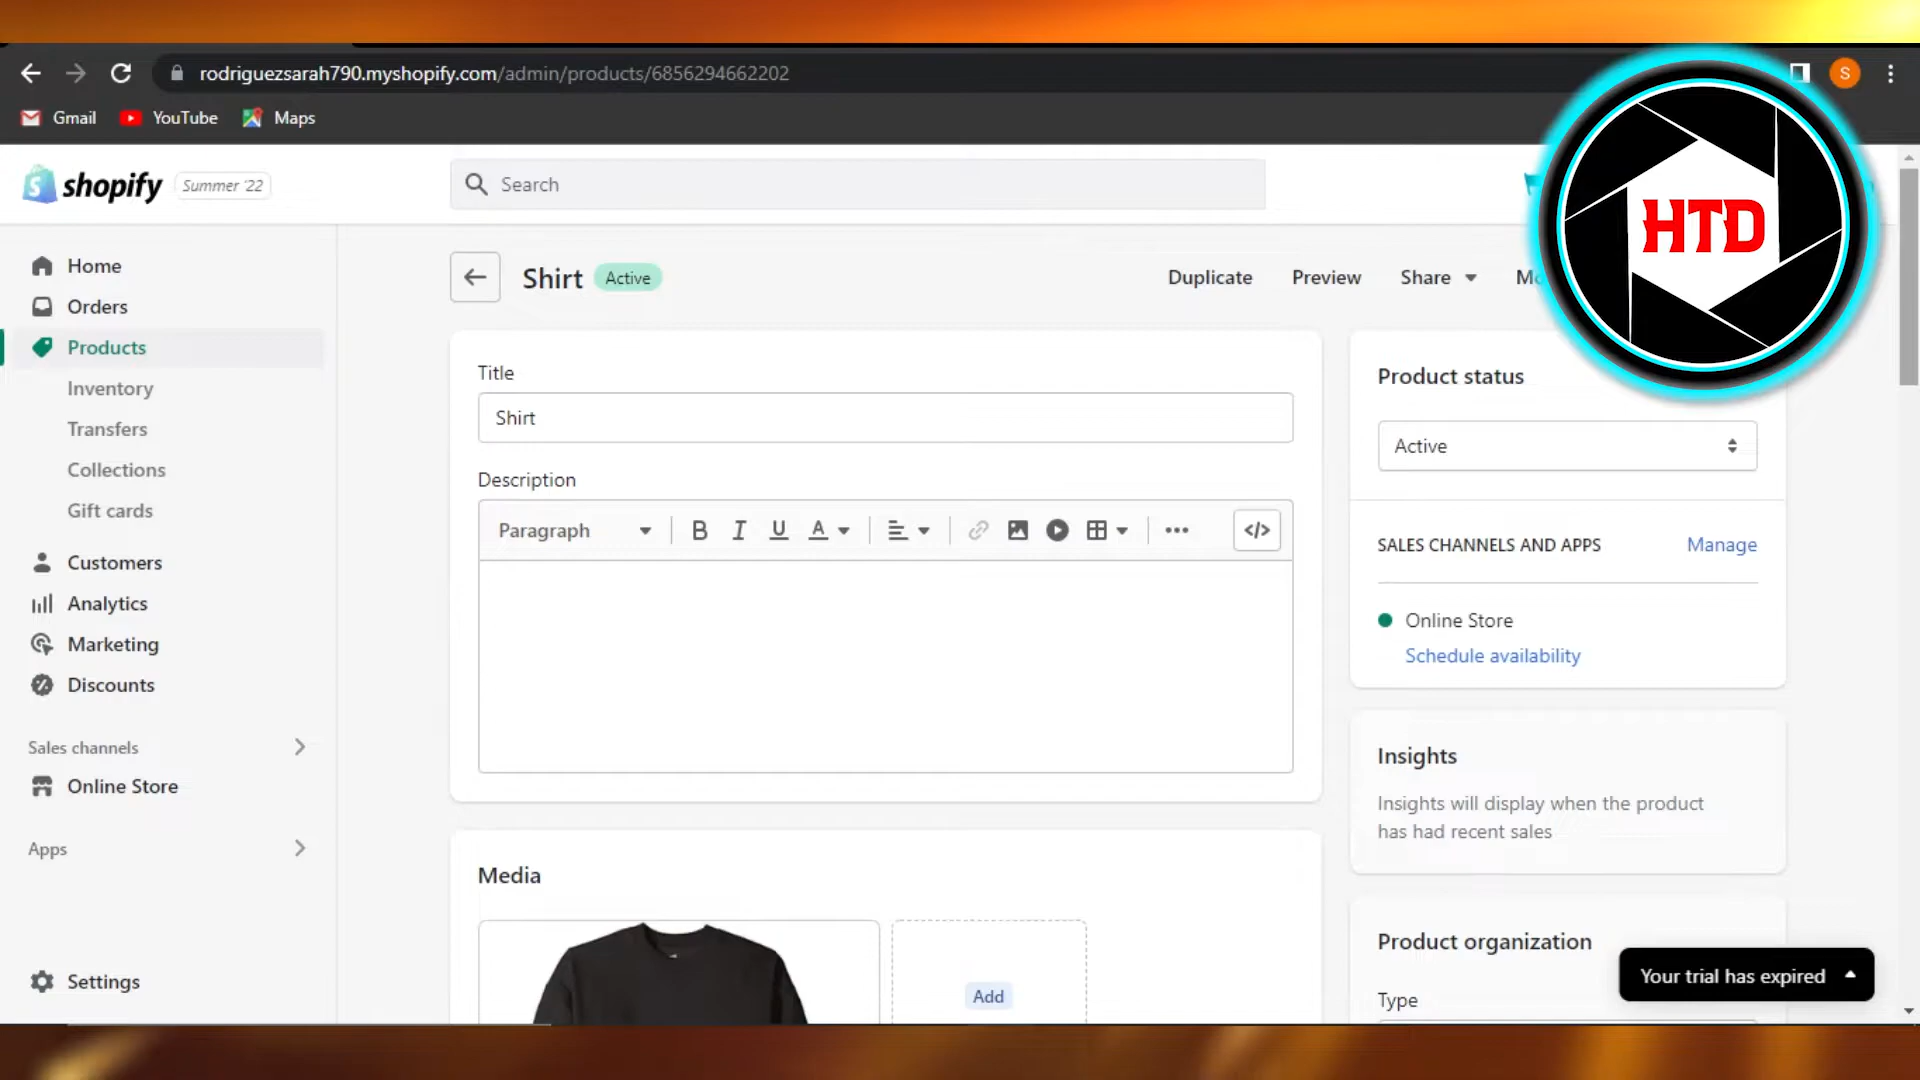 rodriguezsarah790.myshopify.com/admin/products/6856294662202
S
Gmail
YouTube
Maps
shopify
Summer '22
Search
HTD
Home
Orders
Products
Inventory
Transfers
Collections
Gift cards
Customers
Analytics
Marketing
Discounts
Sales channels
Online Store
Apps
Settings
Shirt
Active
Duplicate
Preview
Share
Title
Shirt
Description
Paragraph
B
I
U
A
</>
Media
Add
Product status
Active
SALES CHANNELS AND APPS
Manage
Online Store
Schedule availability
Insights
Insights will display when the product
has had recent sales
Product organization
Type
Your trial has expired